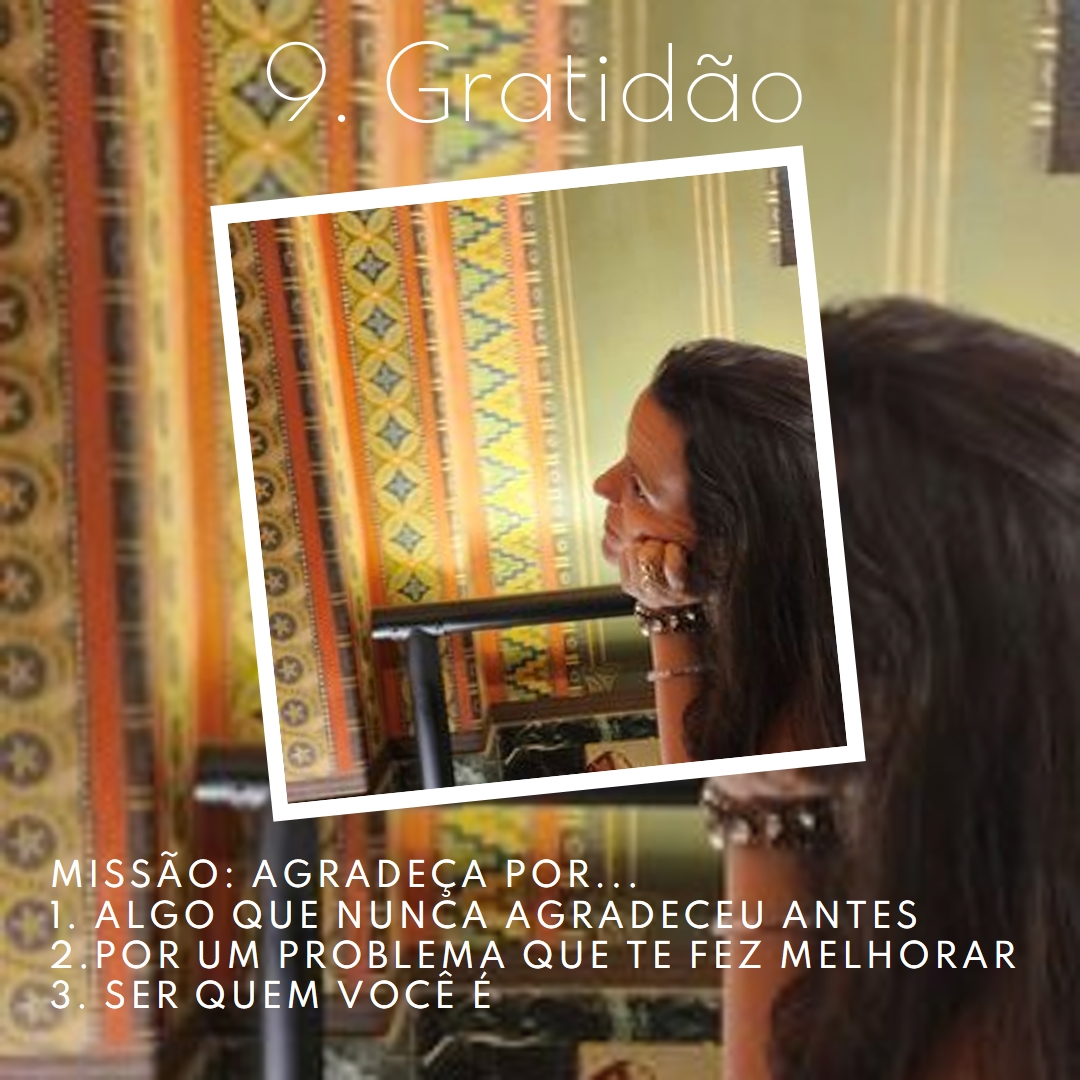 9. Gratidão
MISSÃO: AGRADEÇA POR...
1. ALGO QUE NUNCA AGRADECEU ANTES
2.POR UM PROBLEMA QUE TE FEZ MELHORAR
3. SER QUEM VOCÊ É